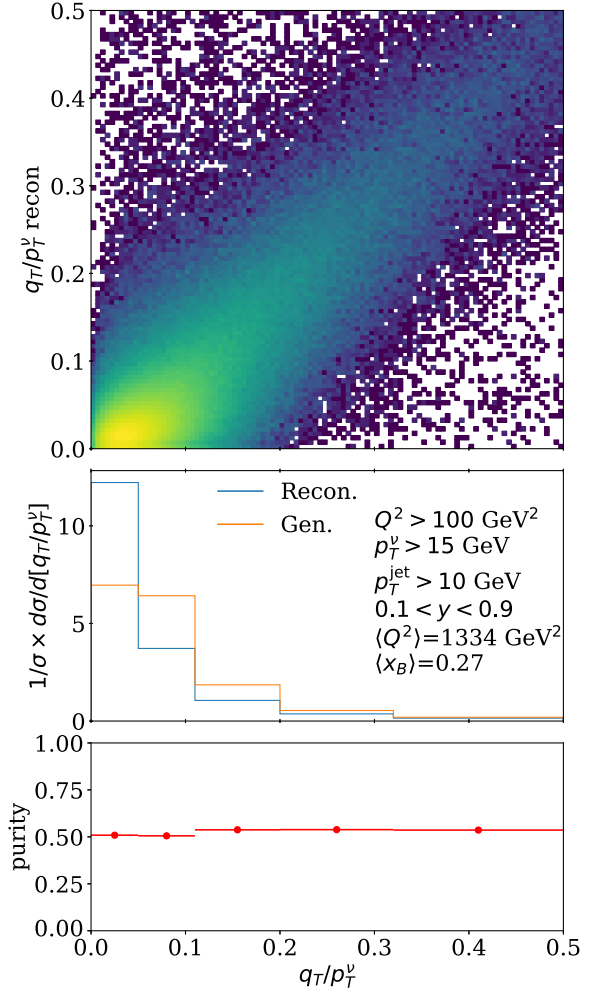 0.5
0.4
0.3
0.2
0.1
0.0
q_T/p_T^ν recon
10
5
0
1/σ × dσ/d[q_T/p_T^ν]
Recon.
Gen.
Q² > 100 GeV²
p_T^ν > 15 GeV
p_T^jet > 10 GeV
0.1 < y < 0.9
⟨Q²⟩=1334 GeV²
⟨x_B⟩=0.27
1.00
0.75
0.50
0.25
0.00
purity
0.0 0.1 0.2 0.3 0.4 0.5
q_T/p_T^ν